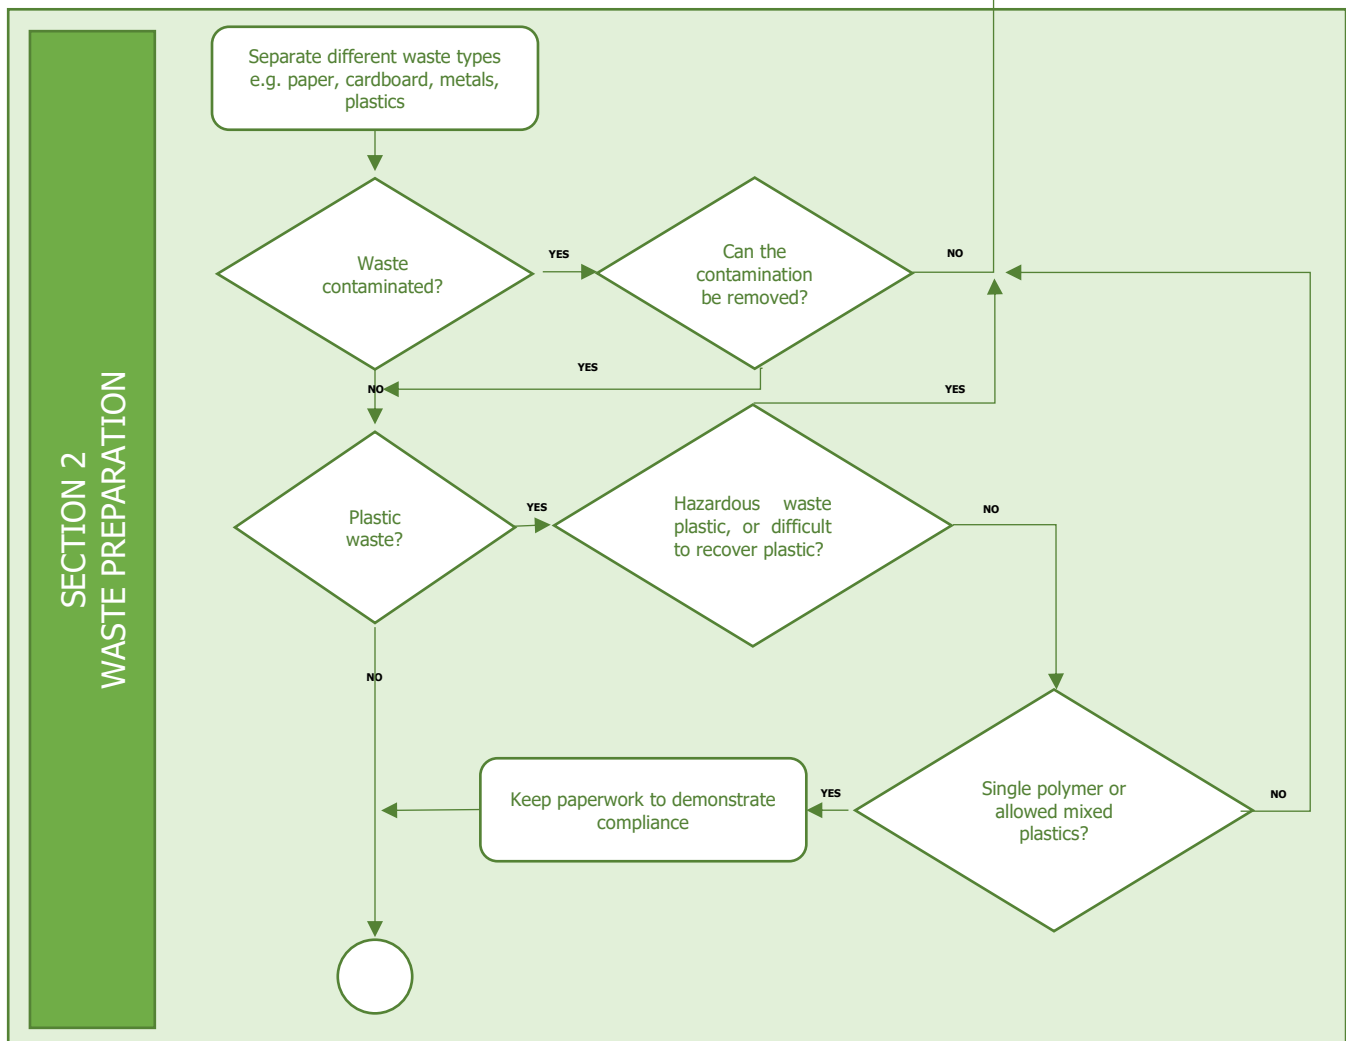 SECTION 2
WASTE PREPARATION
Separate different waste types
e.g. paper, cardboard, metals,
plastics
Waste
contaminated?
YES
Can the
contamination
be removed?
NO
YES
NO
YES
Plastic
waste?
YES
Hazardous waste
plastic, or difficult
to recover plastic?
NO
NO
Keep paperwork to demonstrate
compliance
YES
Single polymer or
allowed mixed
plastics?
NO